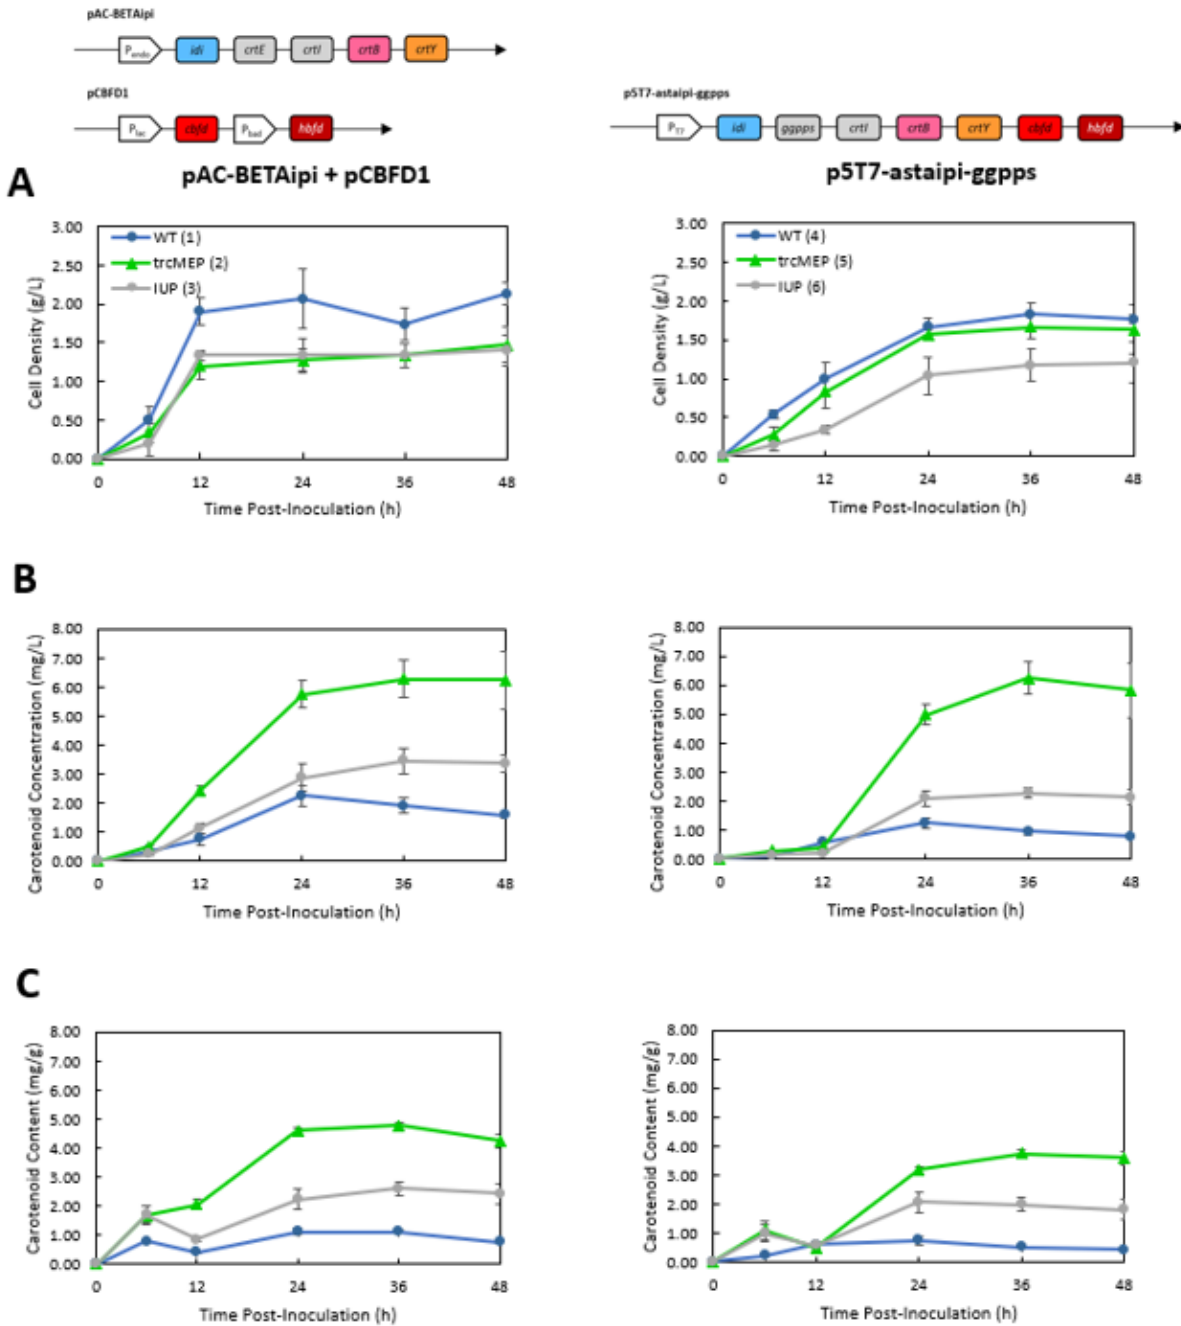 pAC-BETAipi
Pendo idi crtE crtI crtB crtY
pCBFD1
Plac cbfd Pbad hbfd
p5T7-astaipi-ggpps
PT7 idi ggpps crtI crtB crtY cbfd hbfd
A
pAC-BETAipi + pCBFD1
p5T7-astaipi-ggpps
Cell Density (g/L)
3.00
2.50
2.00
1.50
1.00
0.50
0.00
WT (1)
trcMEP (2)
IUP (3)
0 12 24 36 48
Time Post-Inoculation (h)
Cell Density (g/L)
3.00
2.50
2.00
1.50
1.00
0.50
0.00
WT (4)
trcMEP (5)
IUP (6)
0 12 24 36 48
Time Post-Inoculation (h)
B
Carotenoid Concentration (mg/L)
8.00
7.00
6.00
5.00
4.00
3.00
2.00
1.00
0.00
0 12 24 36 48
Time Post-Inoculation (h)
Carotenoid Concentration (mg/L)
8.00
7.00
6.00
5.00
4.00
3.00
2.00
1.00
0.00
0 12 24 36 48
Time Post-Inoculation (h)
C
Carotenoid Content (mg/g)
8.00
7.00
6.00
5.00
4.00
3.00
2.00
1.00
0.00
0 12 24 36 48
Time Post-Inoculation (h)
Carotenoid Content (mg/g)
8.00
7.00
6.00
5.00
4.00
3.00
2.00
1.00
0.00
0 12 24 36 48
Time Post-Inoculation (h)